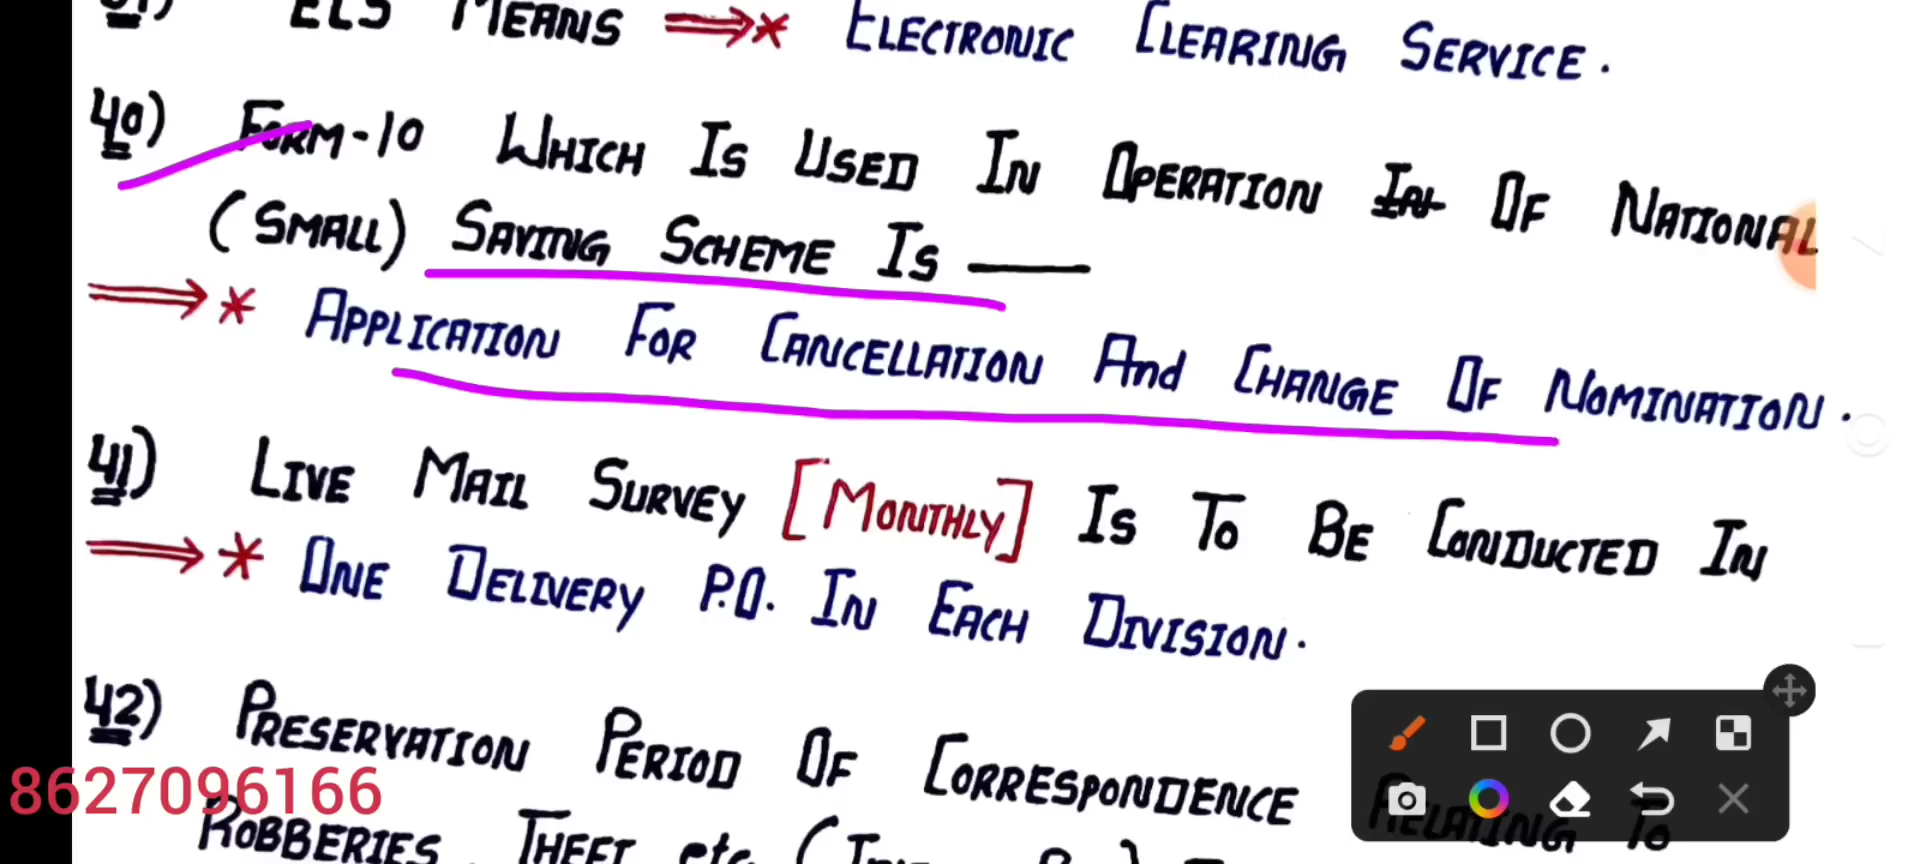 ECS MEANS ⟹* ELECTRONIC CLEARING SERVICE.
40) FORM-10 WHICH IS USED IN OPERATION IN OF NATIONAL
(SMALL) SAVING SCHEME IS ———
⟹* APPLICATION FOR CANCELLATION And CHANGE OF NOMINATION.
41) LIVE MAIL SURVEY [MONTHLY] IS TO BE CONDUCTED IN
⟹* ONE DELIVERY P.O. IN EACH DIVISION.
42) PRESERVATION PERIOD OF CORRESPONDENCE RELATING TO
8627096166
ROBBERIES, THEFT etc (